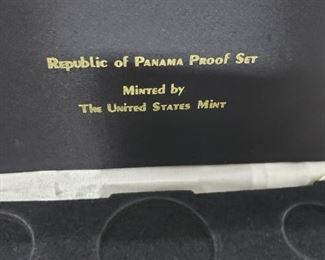 Republic of Panama Proof Set
Minted by
The United States Mint